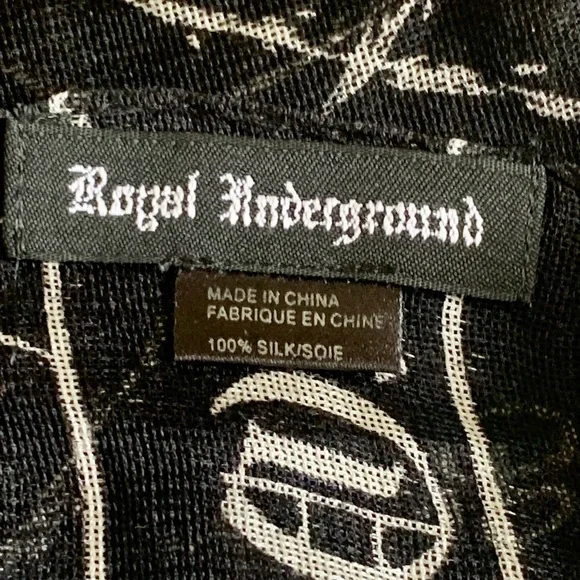 Royal Underground
MADE IN CHINA
FABRIQUE EN CHINE
100% SILK/SOIE